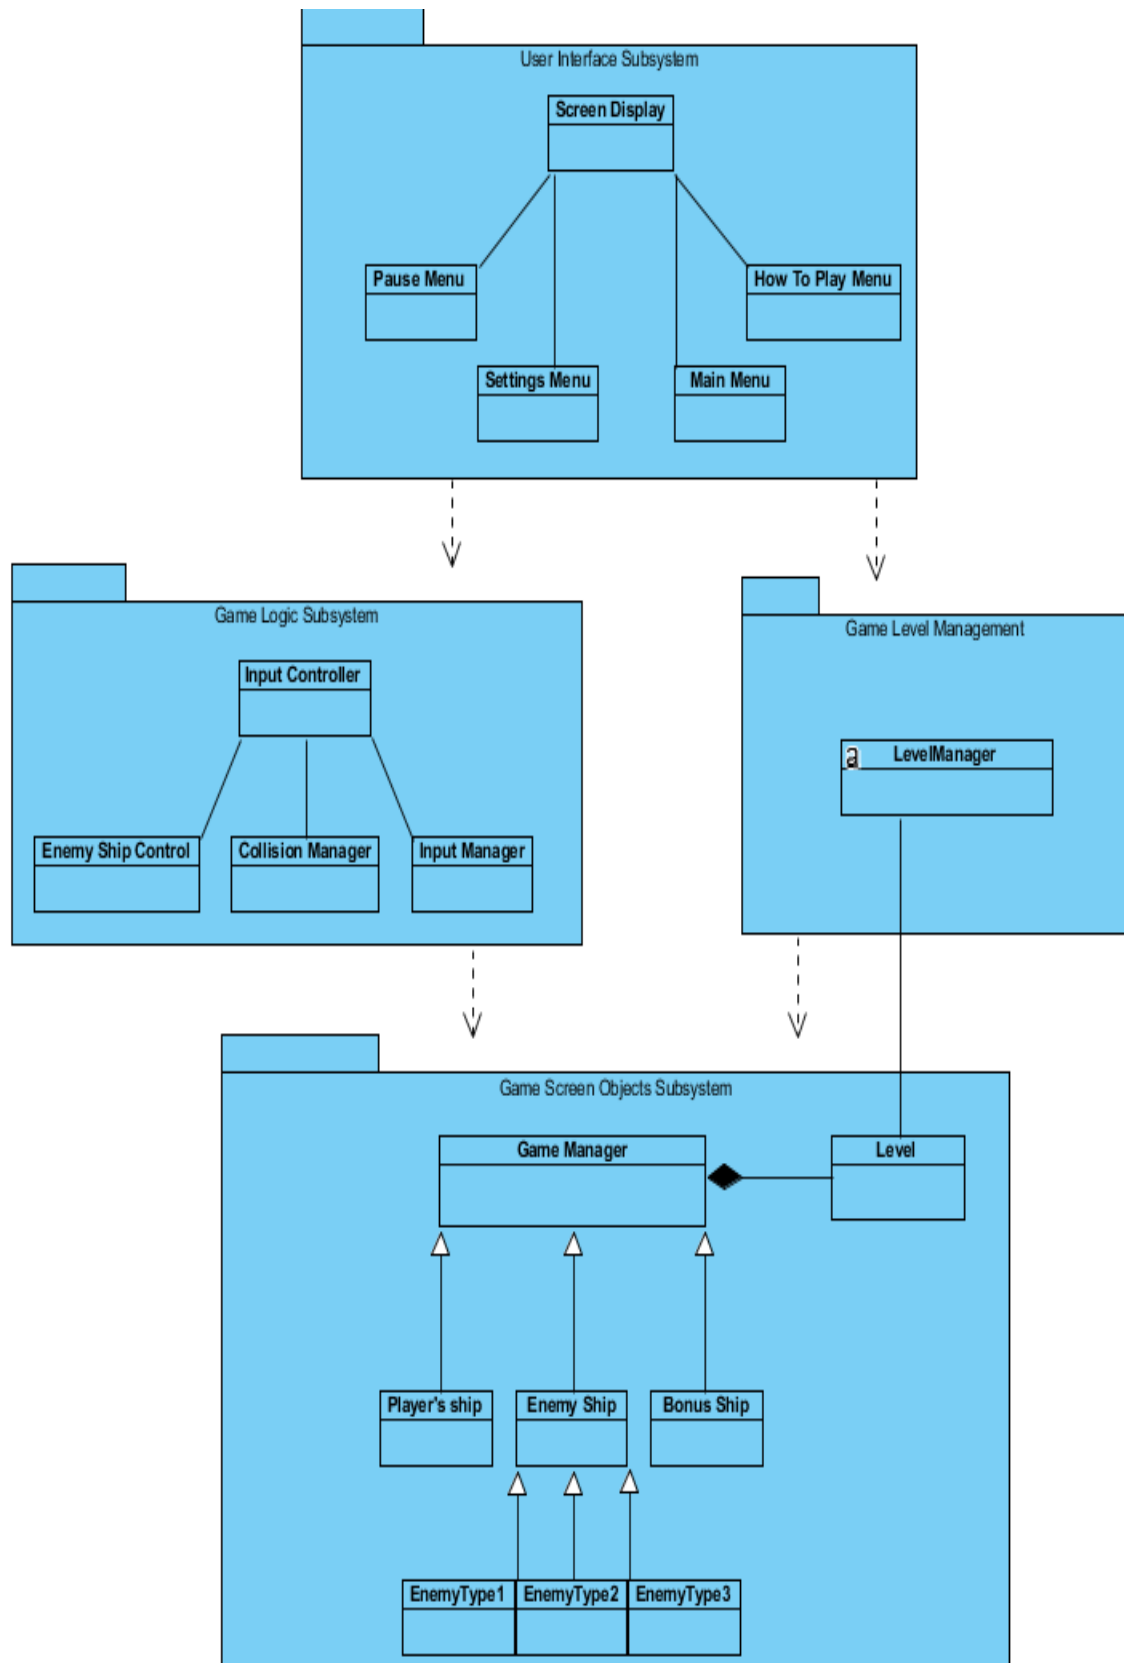 User Interface Subsystem
Screen Display
Pause Menu
How To Play Menu
Settings Menu
Main Menu
Game Logic Subsystem
Input Controller
Enemy Ship Control
Collision Manager
Input Manager
Game Level Management
a
LevelManager
Game Screen Objects Subsystem
Game Manager
Level
Player's ship
Enemy Ship
Bonus Ship
EnemyType1
EnemyType2
EnemyType3